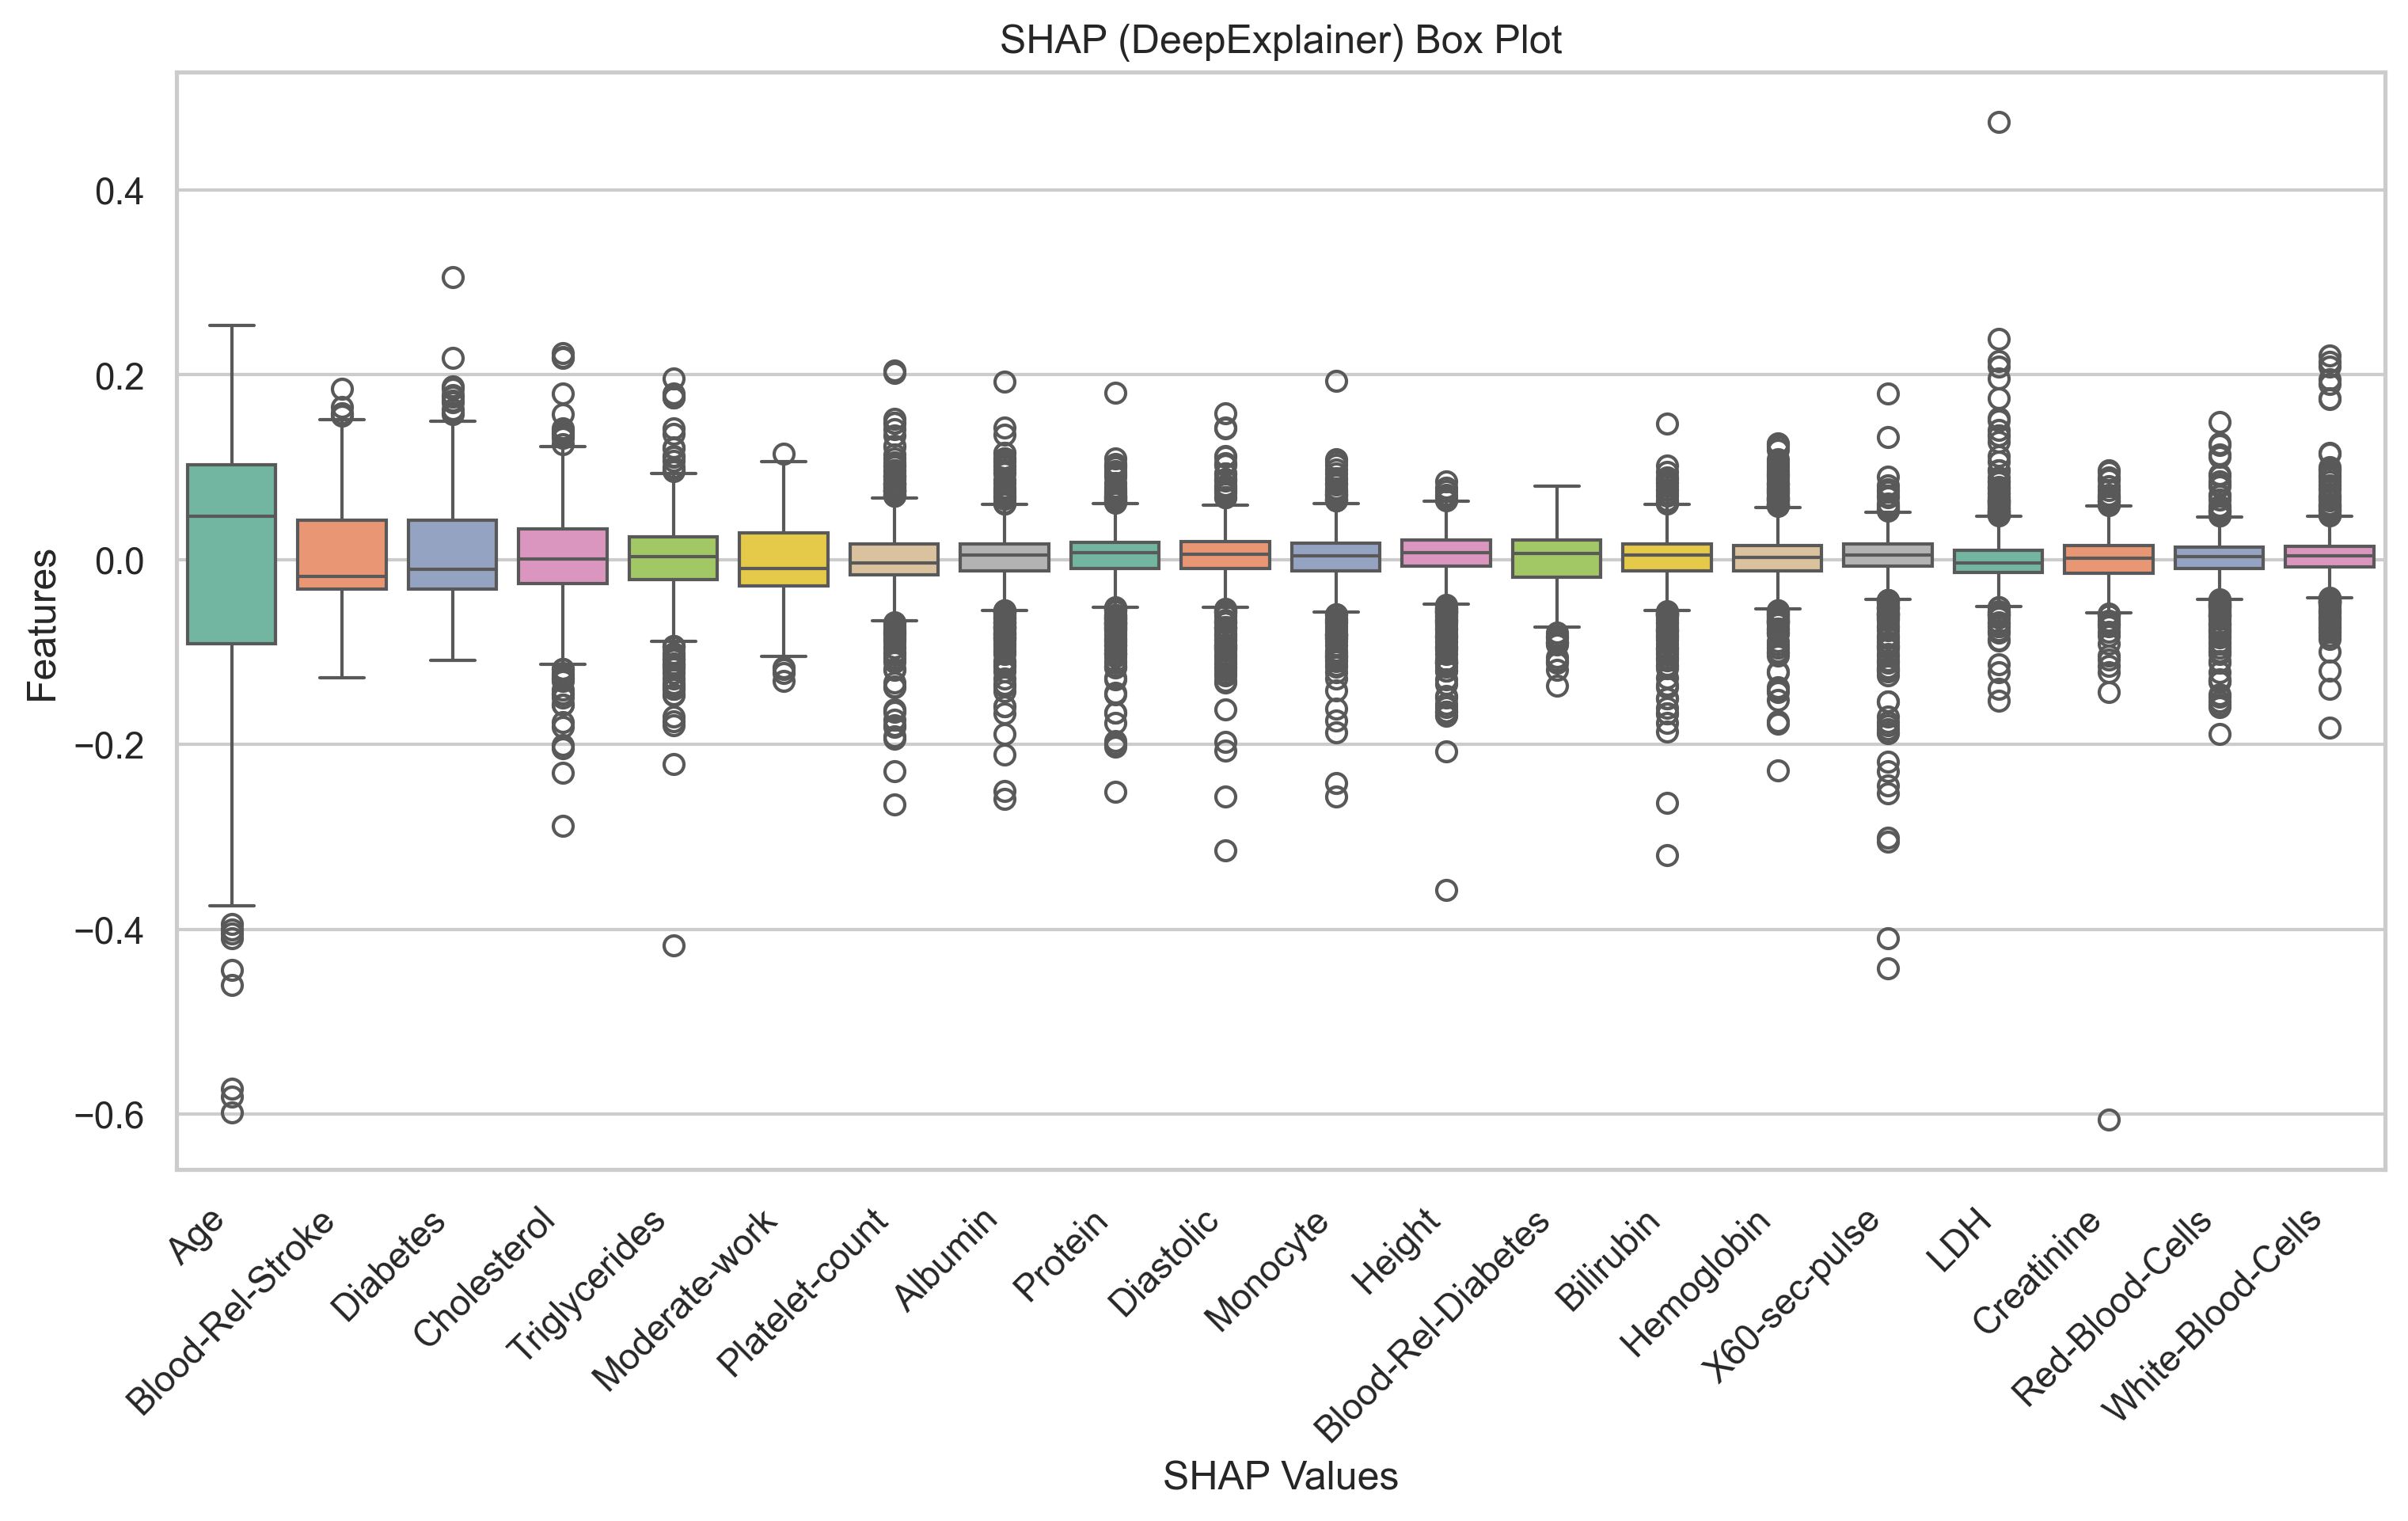 SHAP (DeepExplainer) Box Plot
Features
0.4
0.2
0.0
−0.2
−0.4
−0.6
Age
Blood-Rel-Stroke
Diabetes
Cholesterol
Triglycerides
Moderate-work
Platelet-count
Albumin
Protein
Diastolic
Monocyte
Height
Blood-Rel-Diabetes
Bilirubin
Hemoglobin
X60-sec-pulse
LDH
Creatinine
Red-Blood-Cells
White-Blood-Cells
SHAP Values